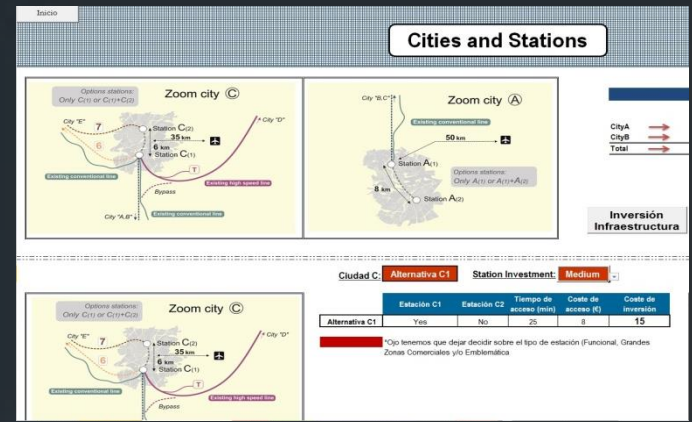 Inicio
Cities and Stations
Options stations:
Only C(1) or C(1)+C(2)
Zoom city C
City "E"
7
Station C(2)
City "D"
35 km
6
6 km
Station C(1)
T
Existing conventional line
Existing high speed line
Bypass
City "A,B"
Existing conventional line
City "B,C"
Zoom city A
Existing conventional line
50 km
Station A(1)
Options stations:
Only A(1) or A(1)+A(2)
8 km
Station A(2)
CityA
CityB
Total
Inversión
Infraestructura
Ciudad C: Alternativa C1 Station Investment: Medium
Estación C1 Estación C2 Tiempo de acceso (min) Coste de acceso (€) Coste de inversión
Alternativa C1 Yes No 25 8 15
*Ojo tenemos que dejar decidir sobre el tipo de estación (Funcional, Grandes
Zonas Comerciales y/o Emblemática
Options stations:
Only C(1) or C(1)+C(2)
Zoom city C
City "E"
7
Station C(2)
City "D"
35 km
6
6 km
Station C(1)
T
Existing conventional line
Existing high speed line
Bypass